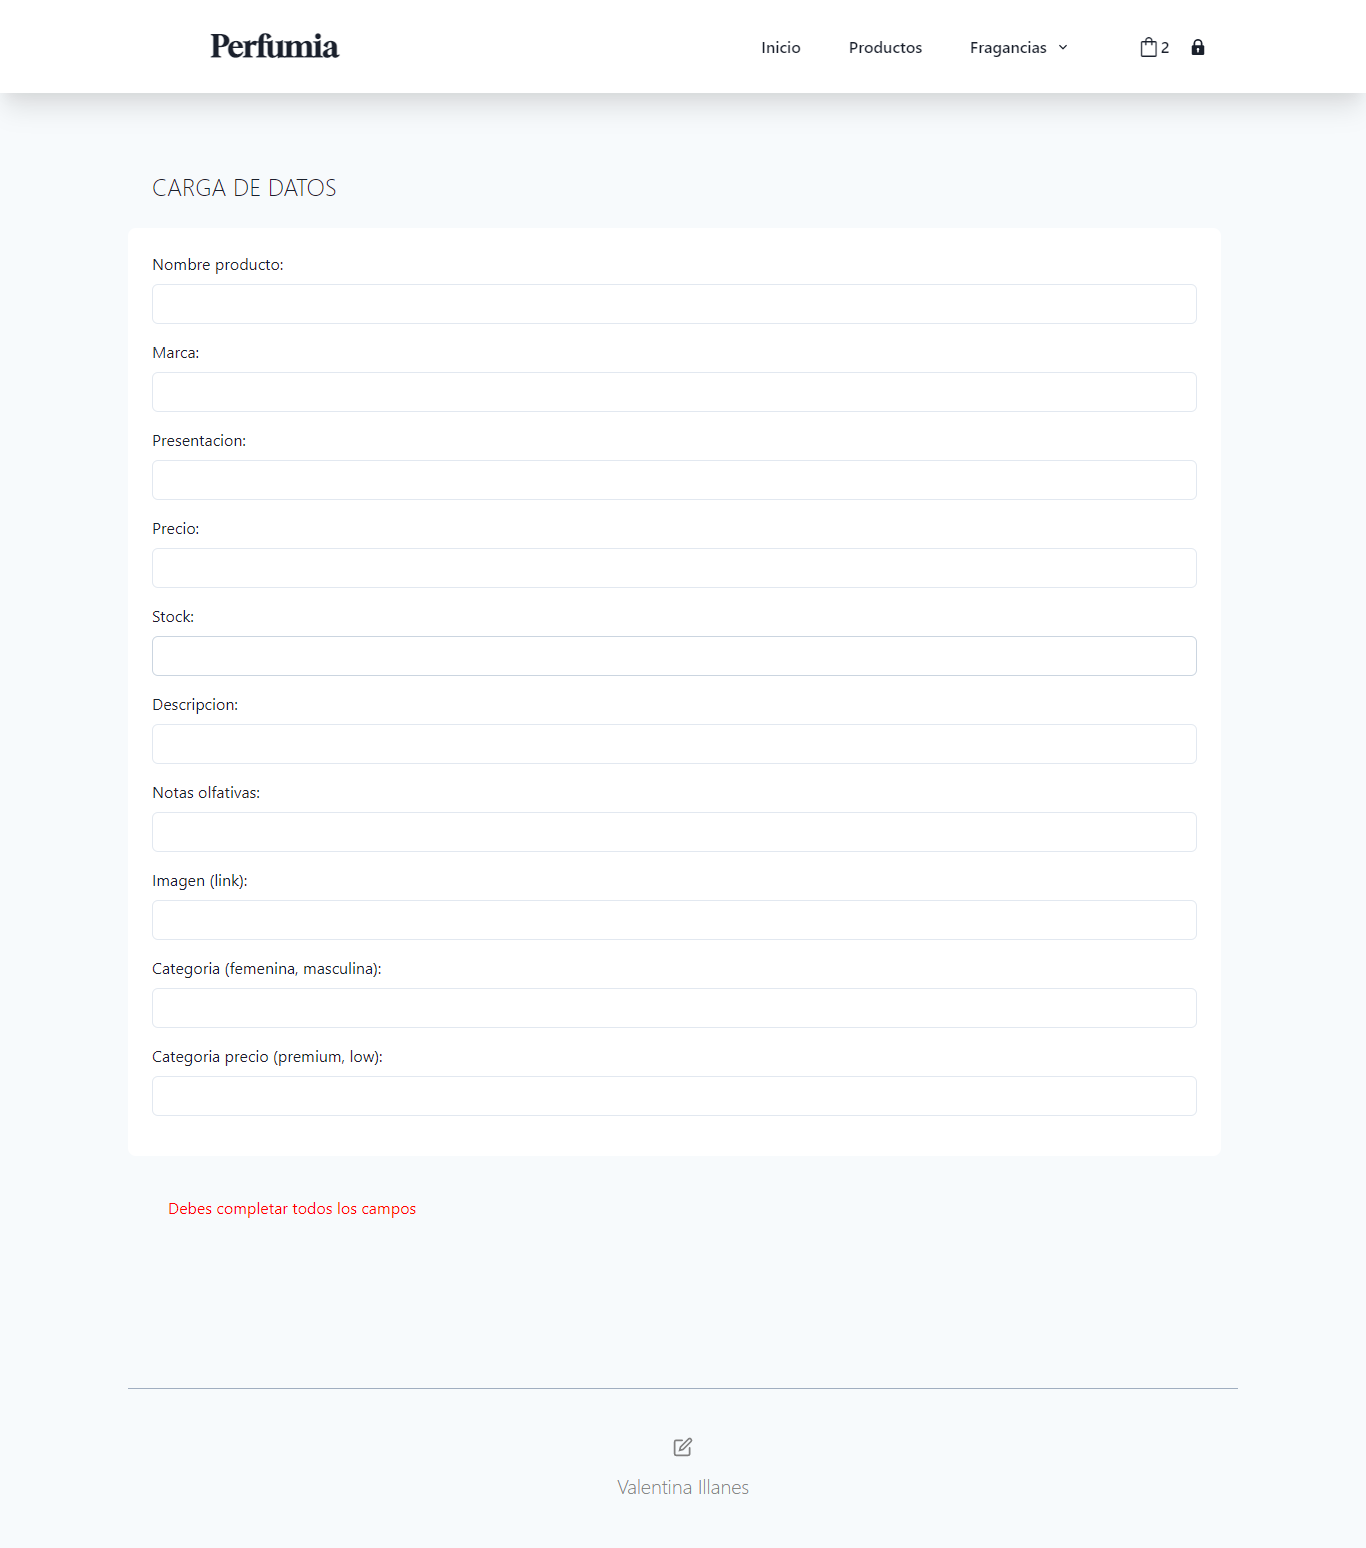 Perfumia
Inicio
Productos
Fragancias
2
CARGA DE DATOS
Nombre producto:
Marca:
Presentacion:
Precio:
Stock:
Descripcion:
Notas olfativas:
Imagen (link):
Categoria (femenina, masculina):
Categoria precio (premium, low):
Debes completar todos los campos
Valentina Illanes